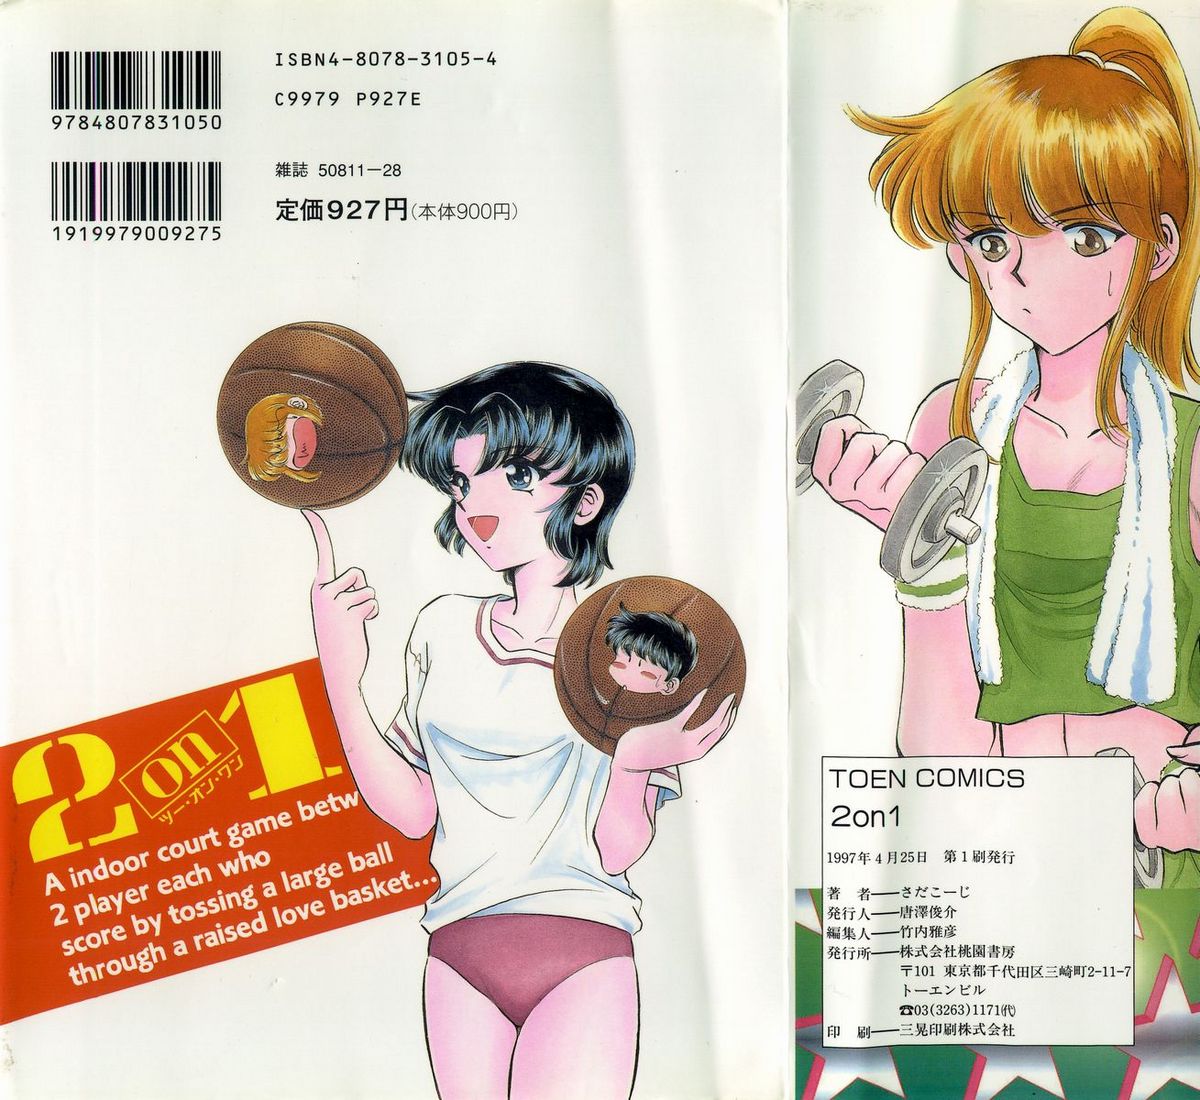 ISBN4-8078-3105-4
C9979 P927E
9784807831050
雑誌 50811-28
定価927円(本体900円)
1919979009275
2 on 1
ツー・オン・ワン
A indoor court game betw
2 player each who
score by tossing a large ball
through a raised love basket...
TOEN COMICS
2on1
1997年4月25日 第1刷発行
著 者──さだこーじ
発行人──唐澤俊介
編集人──竹内雅彦
発行所──株式会社桃園書房
〒101 東京都千代田区三崎町2-11-7
トーエンビル
☎03(3263)1171㈹
印 刷──三晃印刷株式会社